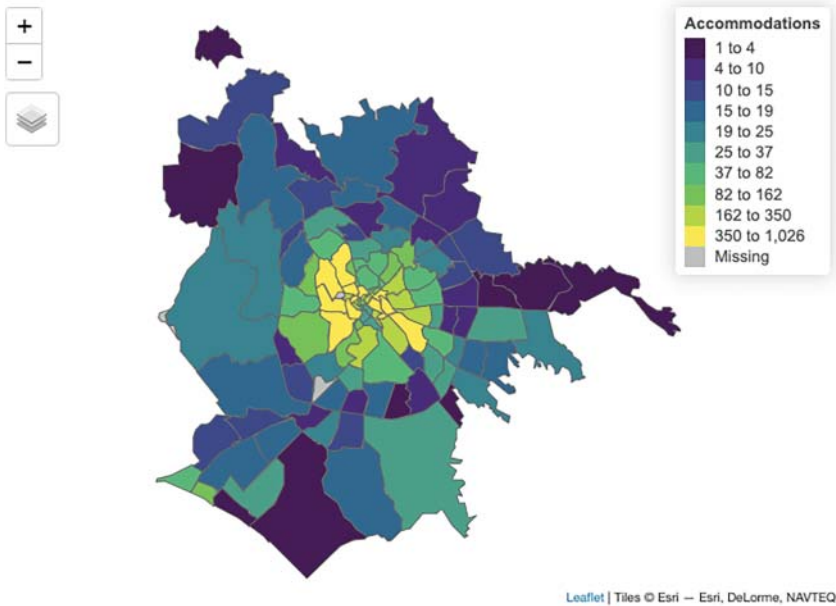 +
−
Accommodations
1 to 4
4 to 10
10 to 15
15 to 19
19 to 25
25 to 37
37 to 82
82 to 162
162 to 350
350 to 1,026
Missing
Leaflet | Tiles © Esri — Esri, DeLorme, NAVTEQ